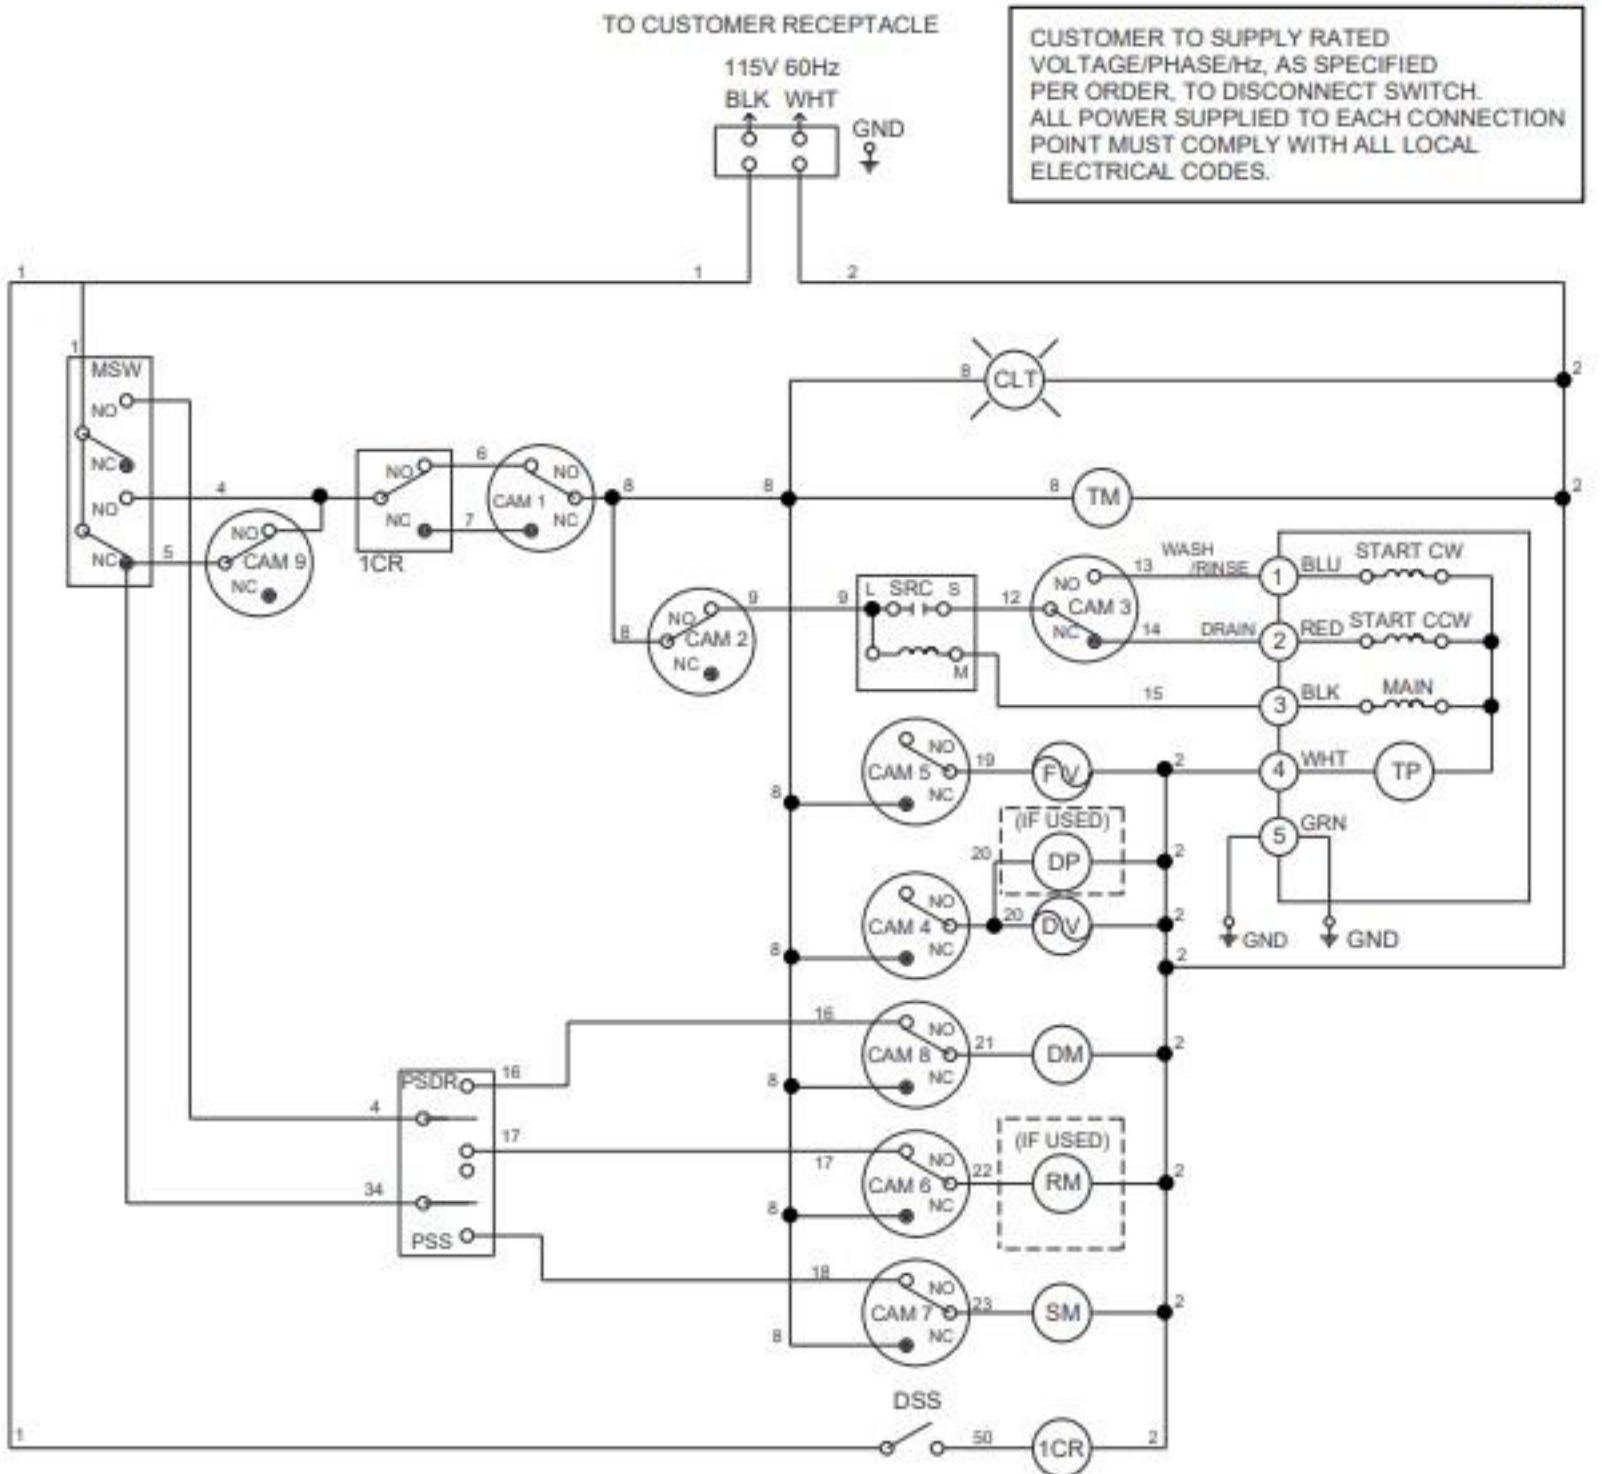 TO CUSTOMER RECEPTACLE
115V 60Hz
BLK WHT
GND
CUSTOMER TO SUPPLY RATED
VOLTAGE/PHASE/Hz, AS SPECIFIED
PER ORDER, TO DISCONNECT SWITCH.
ALL POWER SUPPLIED TO EACH CONNECTION
POINT MUST COMPLY WITH ALL LOCAL
ELECTRICAL CODES.
1
1
2
1
MSW
NO
NC
NO
NC
4
5
NO
CAM 9
NC
NO
NC
1CR
6
7
CAM 1
NO
NC
8
8
8
CLT
2
8
TM
2
8
NO
CAM 2
NC
9
9
L SRC S
M
12
NO
CAM 3
NC
WASH
13 /RINSE
14 DRAIN
15
1 BLU START CW
2 RED START CCW
3 BLK MAIN
4 WHT TP
5 GRN
GND
GND
8
CAM 5
NO
NC
19
FV
2
(IF USED)
20
DP
2
8
CAM 4
NO
NC
20
DV
2
2
16
8
CAM 8
NO
NC
21
DM
2
PSDR
16
4
17
34
PSS
17
8
CAM 6
NO
NC
22
(IF USED)
RM
2
18
8
CAM 7
NO
NC
23
SM
2
DSS
1
50
1CR
2